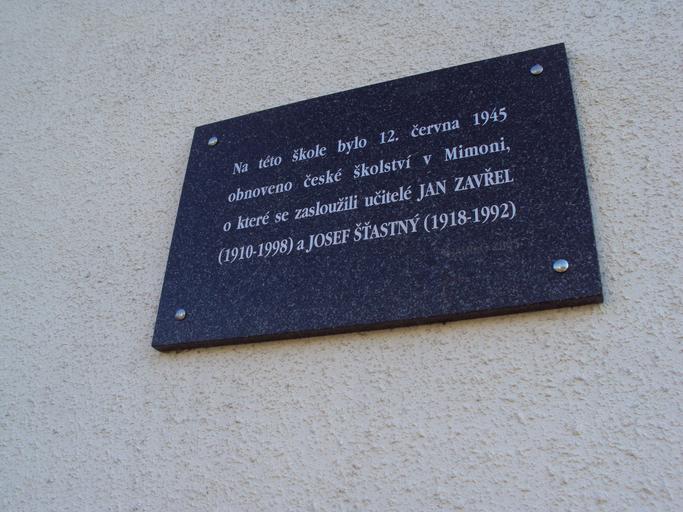 Na této škole bylo 12. června 1945
obnoveno české školství v Mimoni,
o které se zasloužili učitelé JAN ZAVŘEL
(1910-1998) a JOSEF ŠŤASTNÝ (1918-1992)